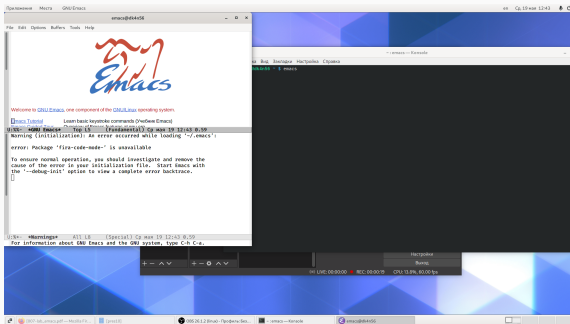 Приложения Места GNU Emacs
en Ср, 19 мая 12:43
emacs@dk4n56
File Edit Options Buffers Tools Help
Emacs
Welcome to GNU Emacs, one component of the GNU/Linux operating system.
Emacs Tutorial Learn basic keystroke commands (Учебник Emacs)
U:%%- *GNU Emacs* Top L5 (Fundamental) Ср мая 19 12:43 0.59
Warning (initialization): An error occurred while loading '~/.emacs':
error: Package 'fira-code-mode-' is unavailable
To ensure normal operation, you should investigate and remove the
cause of the error in your initialization file. Start Emacs with
the '--debug-init' option to view a complete error backtrace.
U:%*- *Warnings* All L8 (Special) Ср мая 19 12:43 0.59
For information about GNU Emacs and the GNU system, type C-h C-a.
~ : emacs — Konsole
Вид Закладки Настройка Справка
$ emacs
Настройки
Выход
LIVE: 00:00:00 REC: 00:00:19 CPU: 13.9%, 60.00 fps
~ : emacs — Konsole
emacs@dk4n56